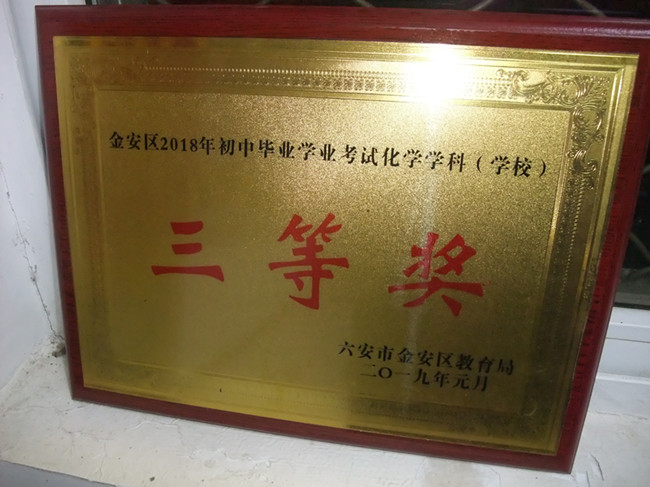 金安区2018年初中毕业学业考试化学学科（学校）
三等奖
六安市金安区教育局
二〇一九年元月